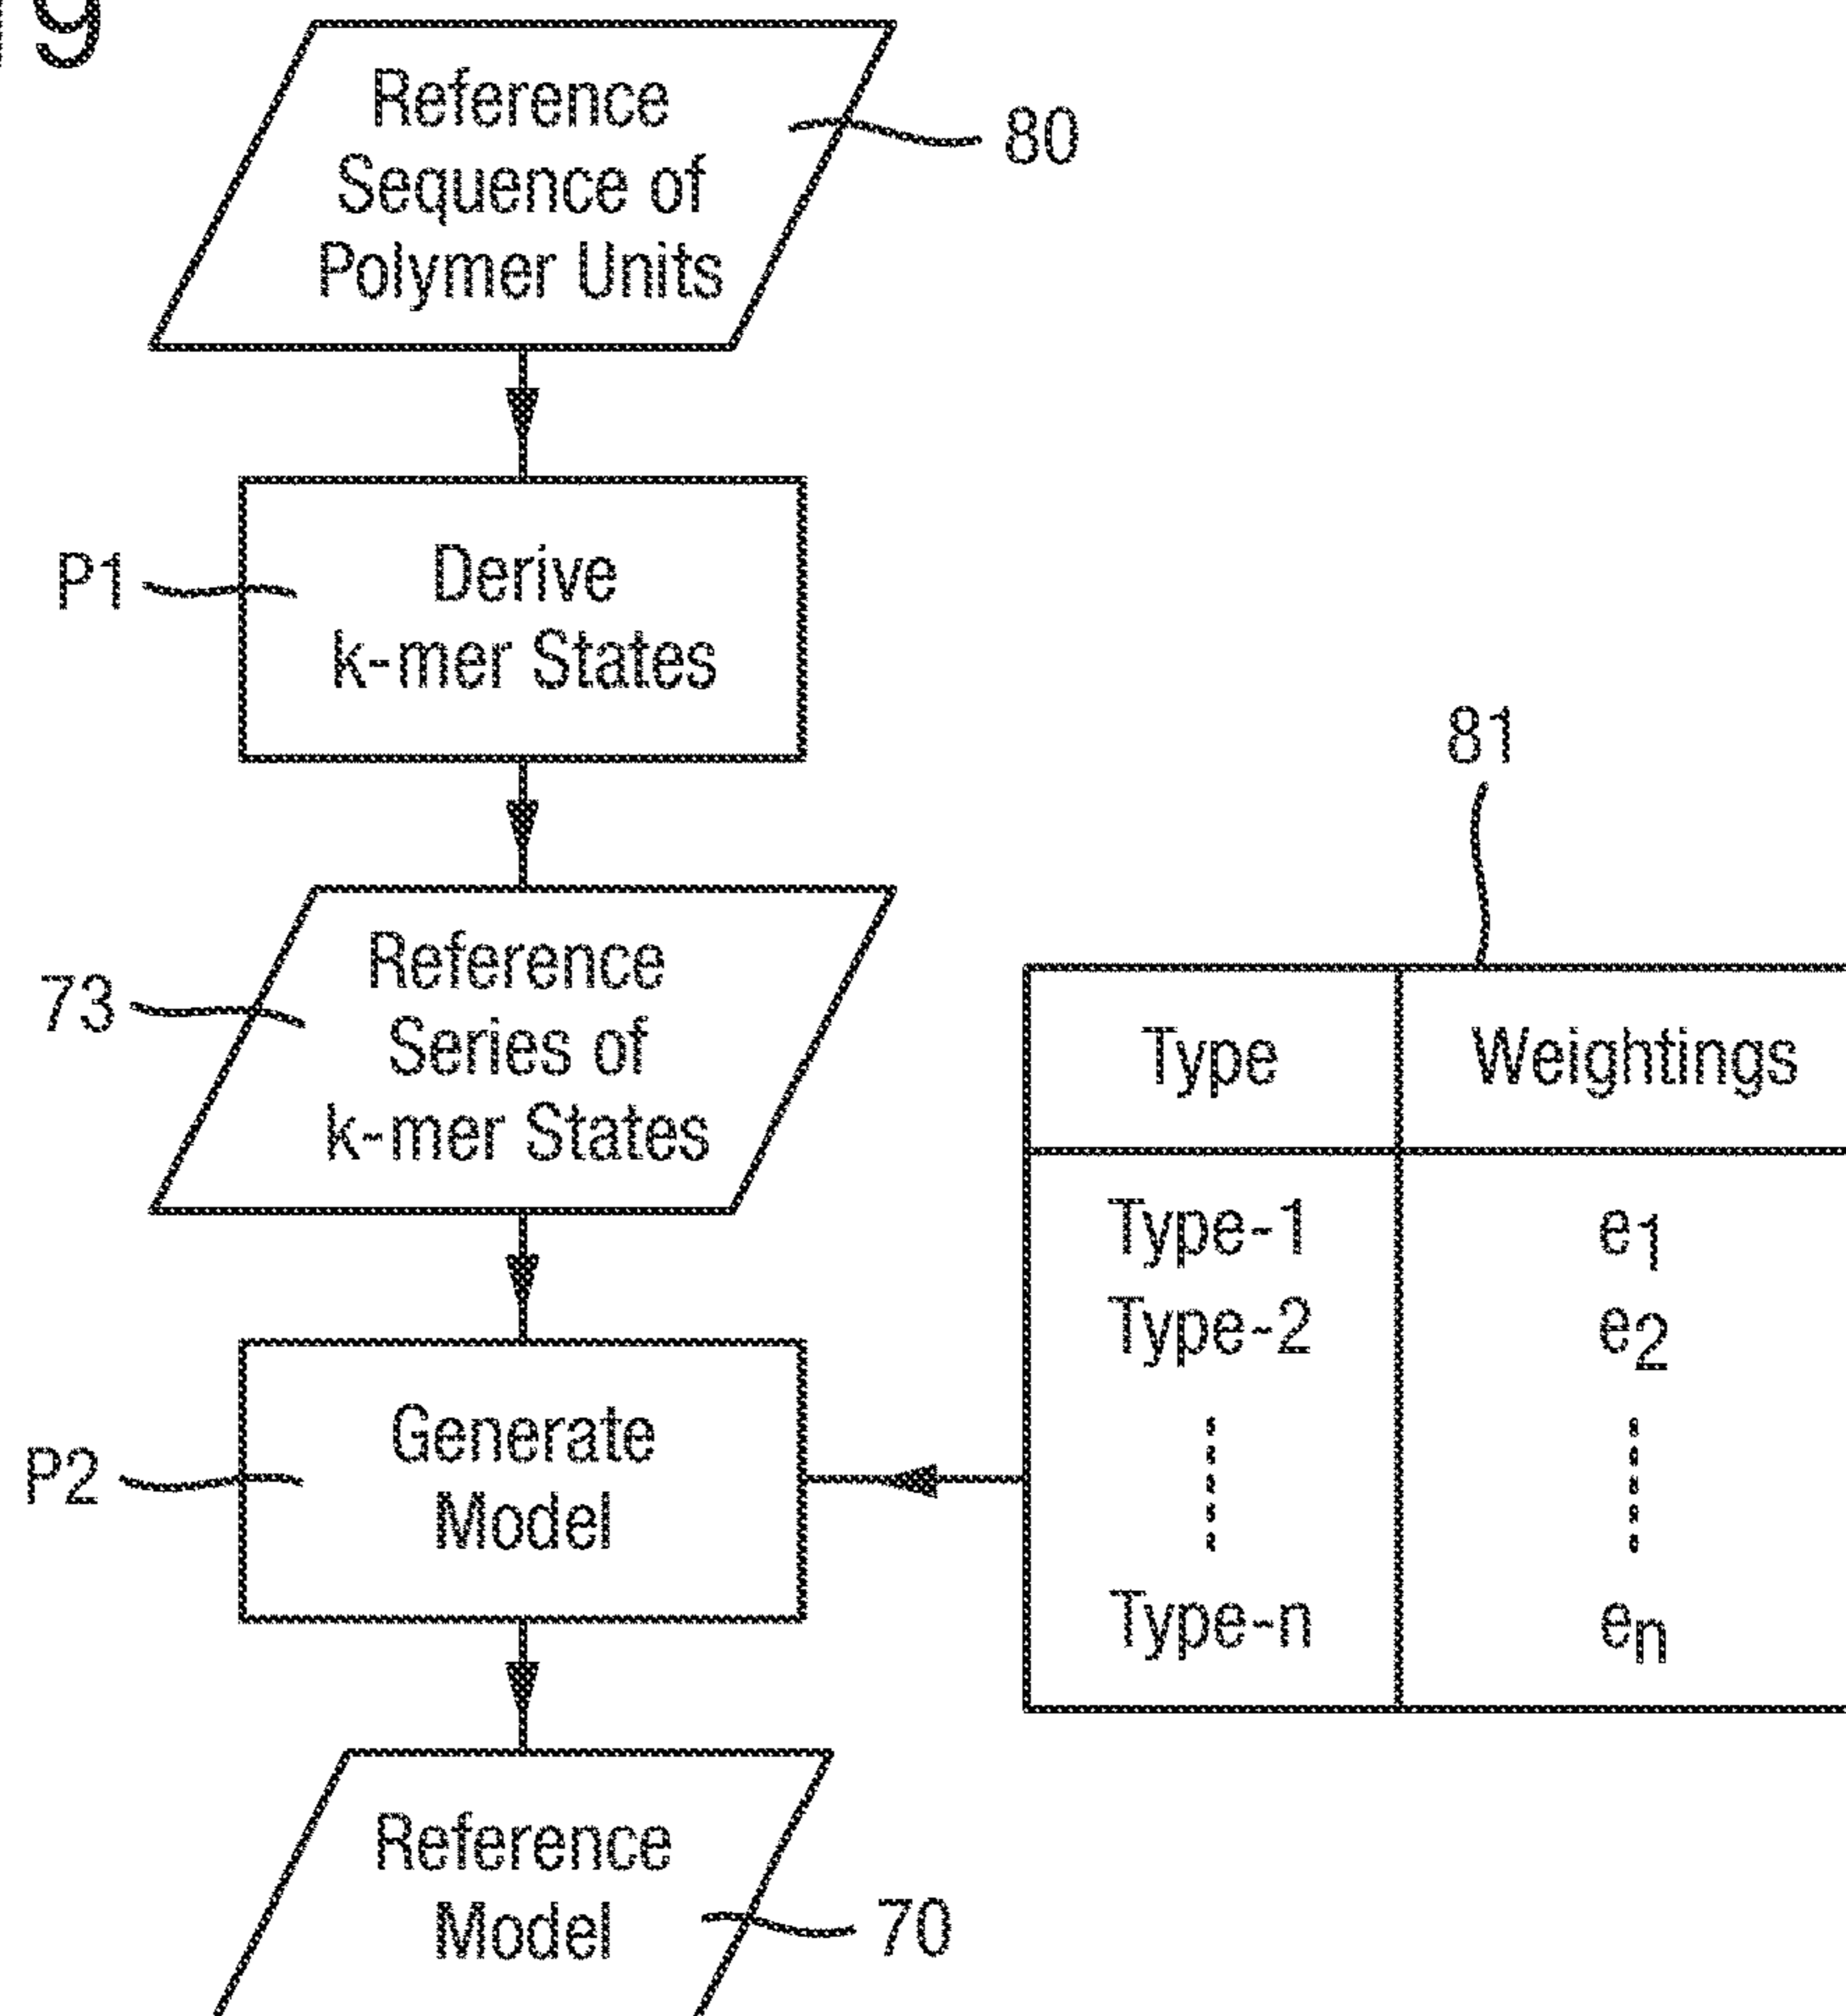 19
Reference
Sequence of
Polymer Units
80
P1
Derive
k-mer States
81
73
Reference
Series of
k-mer States
Type
Weightings
Type-1
e1
Type-2
e2
Type-n
en
P2
Generate
Model
Reference
Model
70